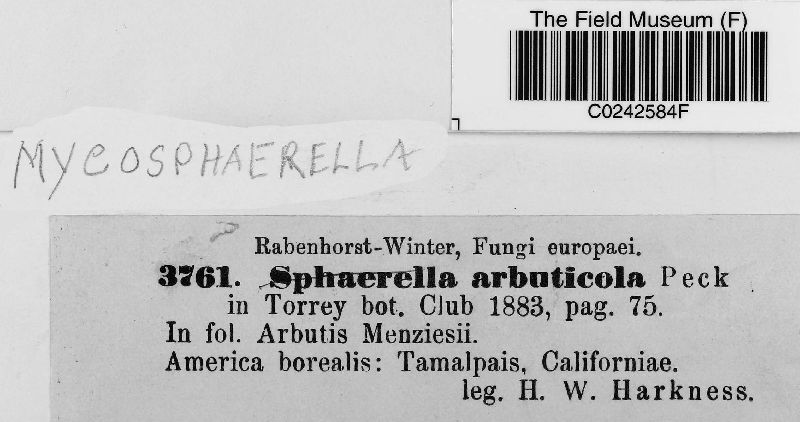 The Field Museum (F)
C0242584F
MYCOSPHAERELLA
Rabenhorst-Winter, Fungi europaei.
3761. Sphaerella arbuticola Peck
in Torrey bot. Club 1883, pag. 75.
In fol. Arbutis Menziesii.
America borealis: Tamalpais, Californiae.
leg. H. W. Harkness.